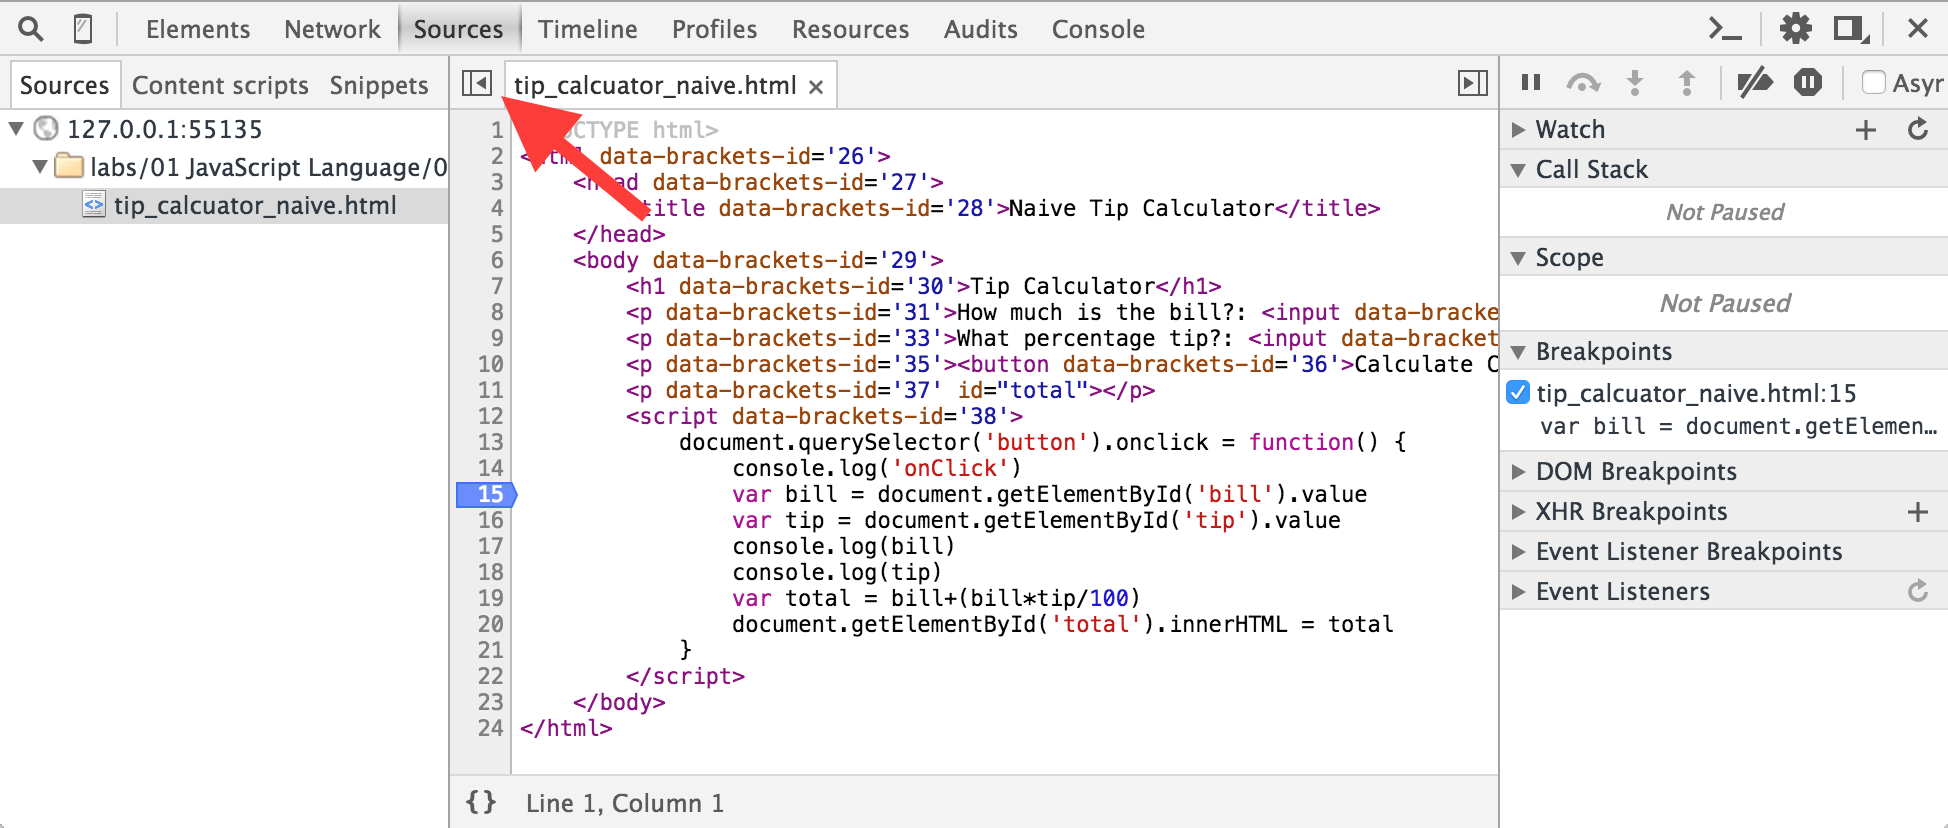 Elements Network Sources Timeline Profiles Resources Audits Console
Sources Content scripts Snippets
127.0.0.1:55135
labs/01 JavaScript Language/0
tip_calcuator_naive.html
tip_calcuator_naive.html ×
1 OCTYPE html>
2 <html data-brackets-id='26'>
3 <head data-brackets-id='27'>
4 title data-brackets-id='28'>Naive Tip Calculator</title>
5 </head>
6 <body data-brackets-id='29'>
7 <h1 data-brackets-id='30'>Tip Calculator</h1>
8 <p data-brackets-id='31'>How much is the bill?: <input data-bracke
9 <p data-brackets-id='33'>What percentage tip?: <input data-bracket
10 <p data-brackets-id='35'><button data-brackets-id='36'>Calculate C
11 <p data-brackets-id='37' id="total"></p>
12 <script data-brackets-id='38'>
13 document.querySelector('button').onclick = function() {
14 console.log('onClick')
15 var bill = document.getElementById('bill').value
16 var tip = document.getElementById('tip').value
17 console.log(bill)
18 console.log(tip)
19 var total = bill+(bill*tip/100)
20 document.getElementById('total').innerHTML = total
21 }
22 </script>
23 </body>
24 </html>
{} Line 1, Column 1
Asyr
Watch
Call Stack
Not Paused
Scope
Not Paused
Breakpoints
tip_calcuator_naive.html:15
var bill = document.getElemen…
DOM Breakpoints
XHR Breakpoints
Event Listener Breakpoints
Event Listeners